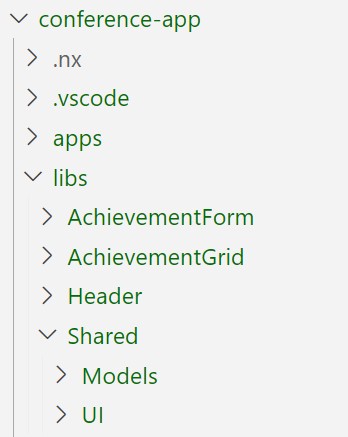 conference-app
.nx
.vscode
apps
libs
AchievementForm
AchievementGrid
Header
Shared
Models
UI